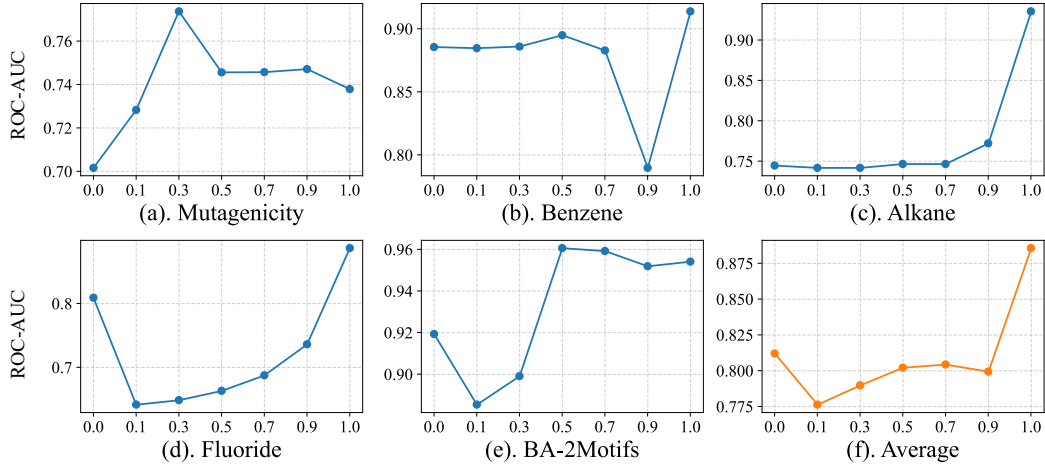 ROC-AUC
0.76
0.74
0.72
0.70
0.0 0.1 0.3 0.5 0.7 0.9 1.0
(a). Mutagenicity
0.90
0.85
0.80
0.0 0.1 0.3 0.5 0.7 0.9 1.0
(b). Benzene
0.90
0.85
0.80
0.75
0.0 0.1 0.3 0.5 0.7 0.9 1.0
(c). Alkane
ROC-AUC
0.8
0.7
0.0 0.1 0.3 0.5 0.7 0.9 1.0
(d). Fluoride
0.96
0.94
0.92
0.90
0.0 0.1 0.3 0.5 0.7 0.9 1.0
(e). BA-2Motifs
0.875
0.850
0.825
0.800
0.775
0.0 0.1 0.3 0.5 0.7 0.9 1.0
(f). Average